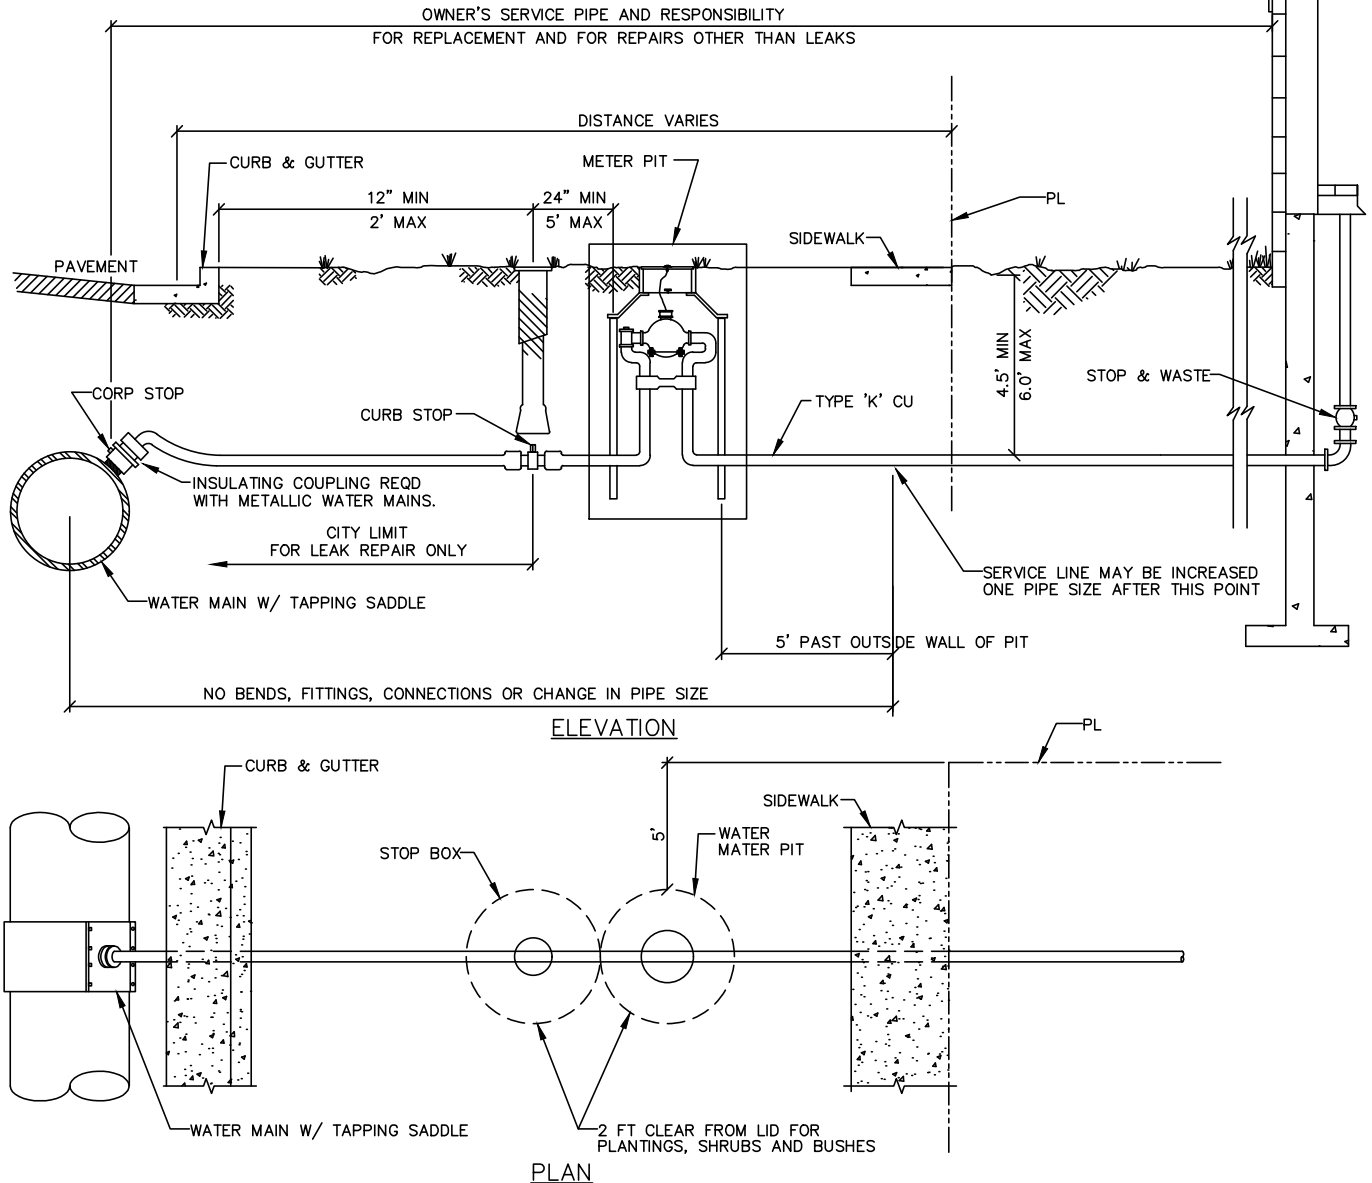 OWNER'S SERVICE PIPE AND RESPONSIBILITY
FOR REPLACEMENT AND FOR REPAIRS OTHER THAN LEAKS
DISTANCE VARIES
CURB & GUTTER
METER PIT
12" MIN
2' MAX
24" MIN
5' MAX
PL
SIDEWALK
PAVEMENT
4.5' MIN
6.0' MAX
STOP & WASTE
CORP STOP
CURB STOP
TYPE 'K' CU
INSULATING COUPLING REQD
WITH METALLIC WATER MAINS.
CITY LIMIT
FOR LEAK REPAIR ONLY
SERVICE LINE MAY BE INCREASED
ONE PIPE SIZE AFTER THIS POINT
WATER MAIN W/ TAPPING SADDLE
5' PAST OUTSIDE WALL OF PIT
NO BENDS, FITTINGS, CONNECTIONS OR CHANGE IN PIPE SIZE
ELEVATION
PL
CURB & GUTTER
SIDEWALK
5'
WATER
MATER PIT
STOP BOX
WATER MAIN W/ TAPPING SADDLE
2 FT CLEAR FROM LID FOR
PLANTINGS, SHRUBS AND BUSHES
PLAN